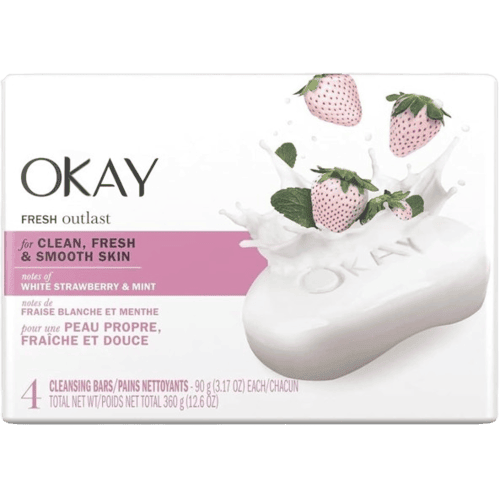 OKAY
FRESH outlast
for CLEAN, FRESH
& SMOOTH SKIN
notes of
WHITE STRAWBERRY & MINT
notes de
FRAISE BLANCHE ET MENTHE
pour une PEAU PROPRE,
FRAÎCHE ET DOUCE
OKAY
4 CLEANSING BARS/PAINS NETTOYANTS - 90 g (3.17 OZ) EACH/CHACUN
TOTAL NET WT/POIDS NET TOTAL 360 g (12.6 OZ)